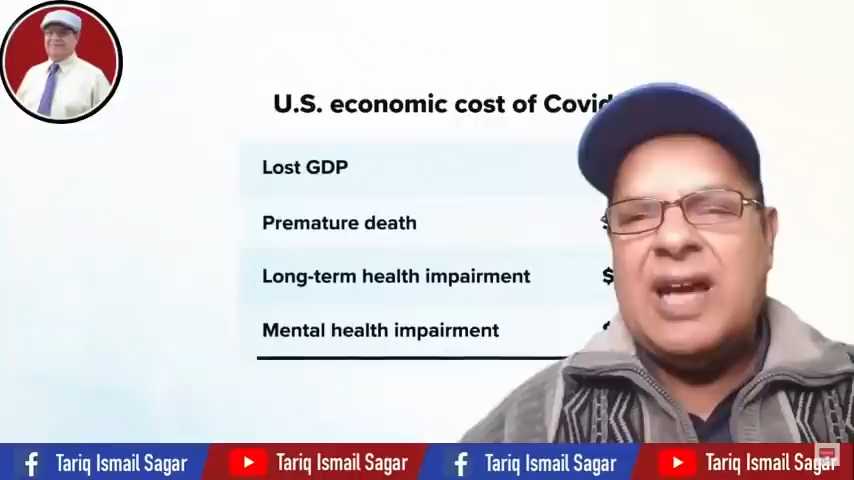 U.S. economic cost of Covid
Lost GDP
Premature death
Long-term health impairment $
Mental health impairment
Tariq Ismail Sagar Tariq Ismail Sagar Tariq Ismail Sagar Tariq Ismail Sagar